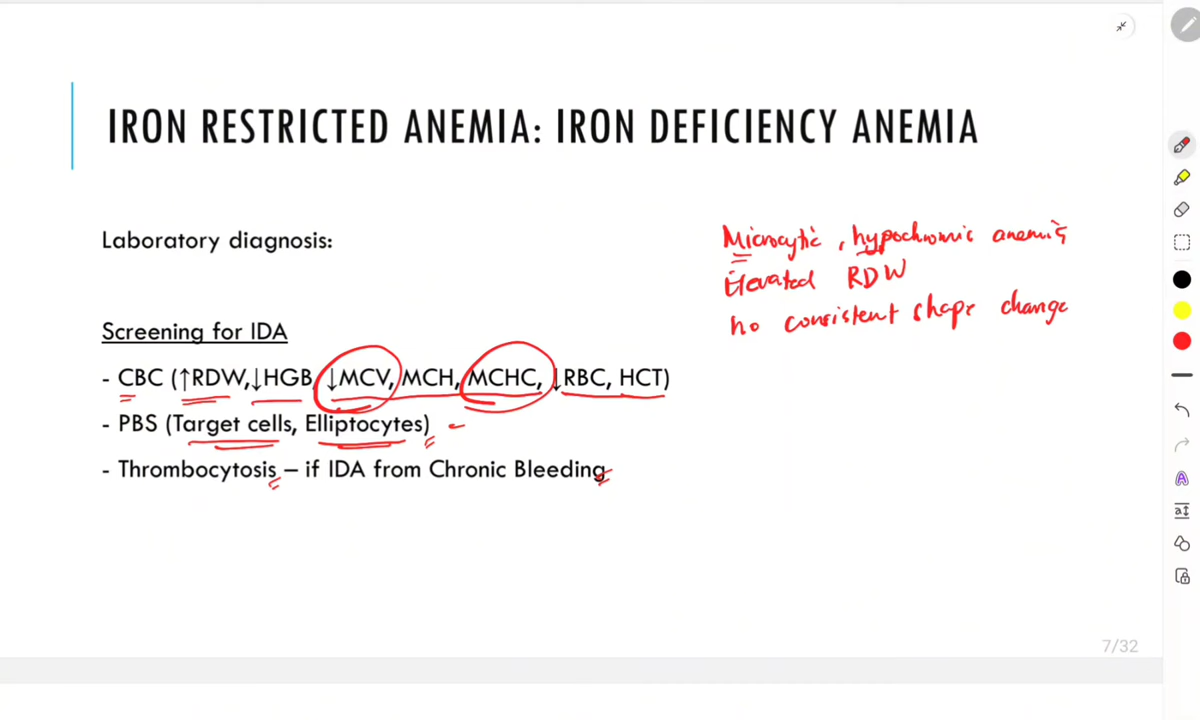 IRON RESTRICTED ANEMIA: IRON DEFICIENCY ANEMIA
Laboratory diagnosis:
Microcytic, hypochromic anemia
Elevated RDW
no consistent shape change
Screening for IDA
- CBC (↑RDW,↓HGB, ↓MCV, MCH, MCHC, ↓RBC, HCT)
- PBS (Target cells, Elliptocytes)
- Thrombocytosis – if IDA from Chronic Bleeding
7/32